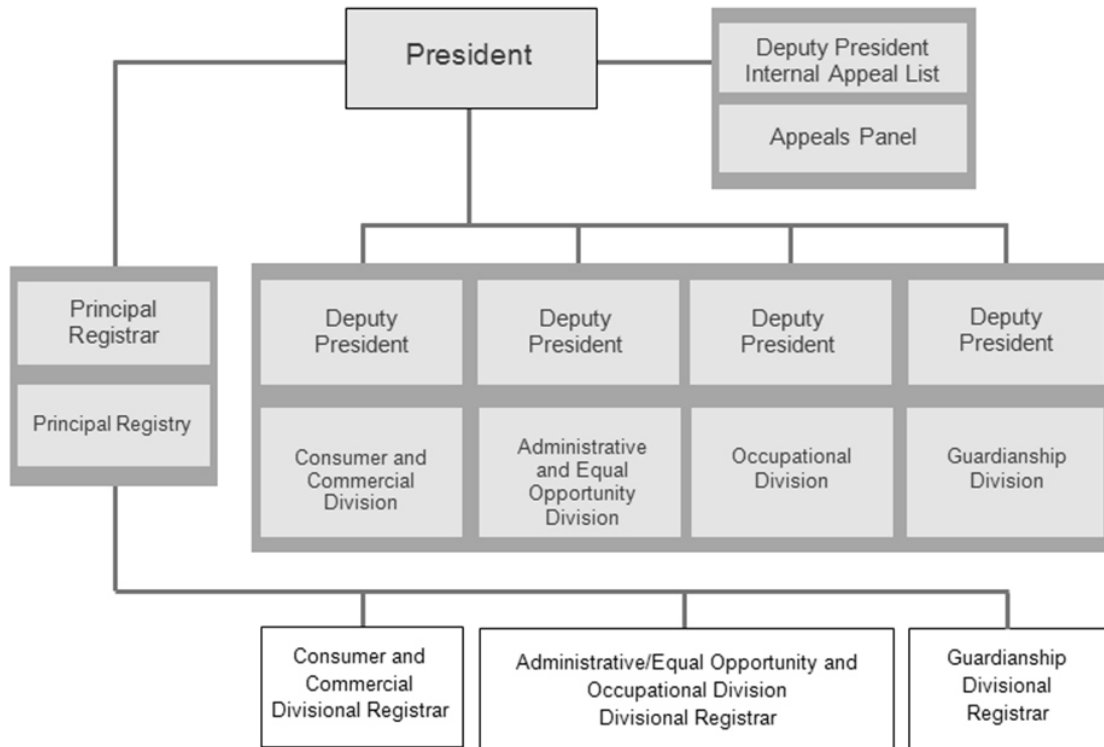 President
Deputy President
Internal Appeal List
Appeals Panel
Principal
Registrar
Principal Registry
Deputy
President
Deputy
President
Deputy
President
Deputy
President
Consumer and
Commercial
Division
Administrative
and Equal
Opportunity
Division
Occupational
Division
Guardianship
Division
Consumer and
Commercial
Divisional Registrar
Administrative/Equal Opportunity and
Occupational Division
Divisional Registrar
Guardianship
Divisional
Registrar